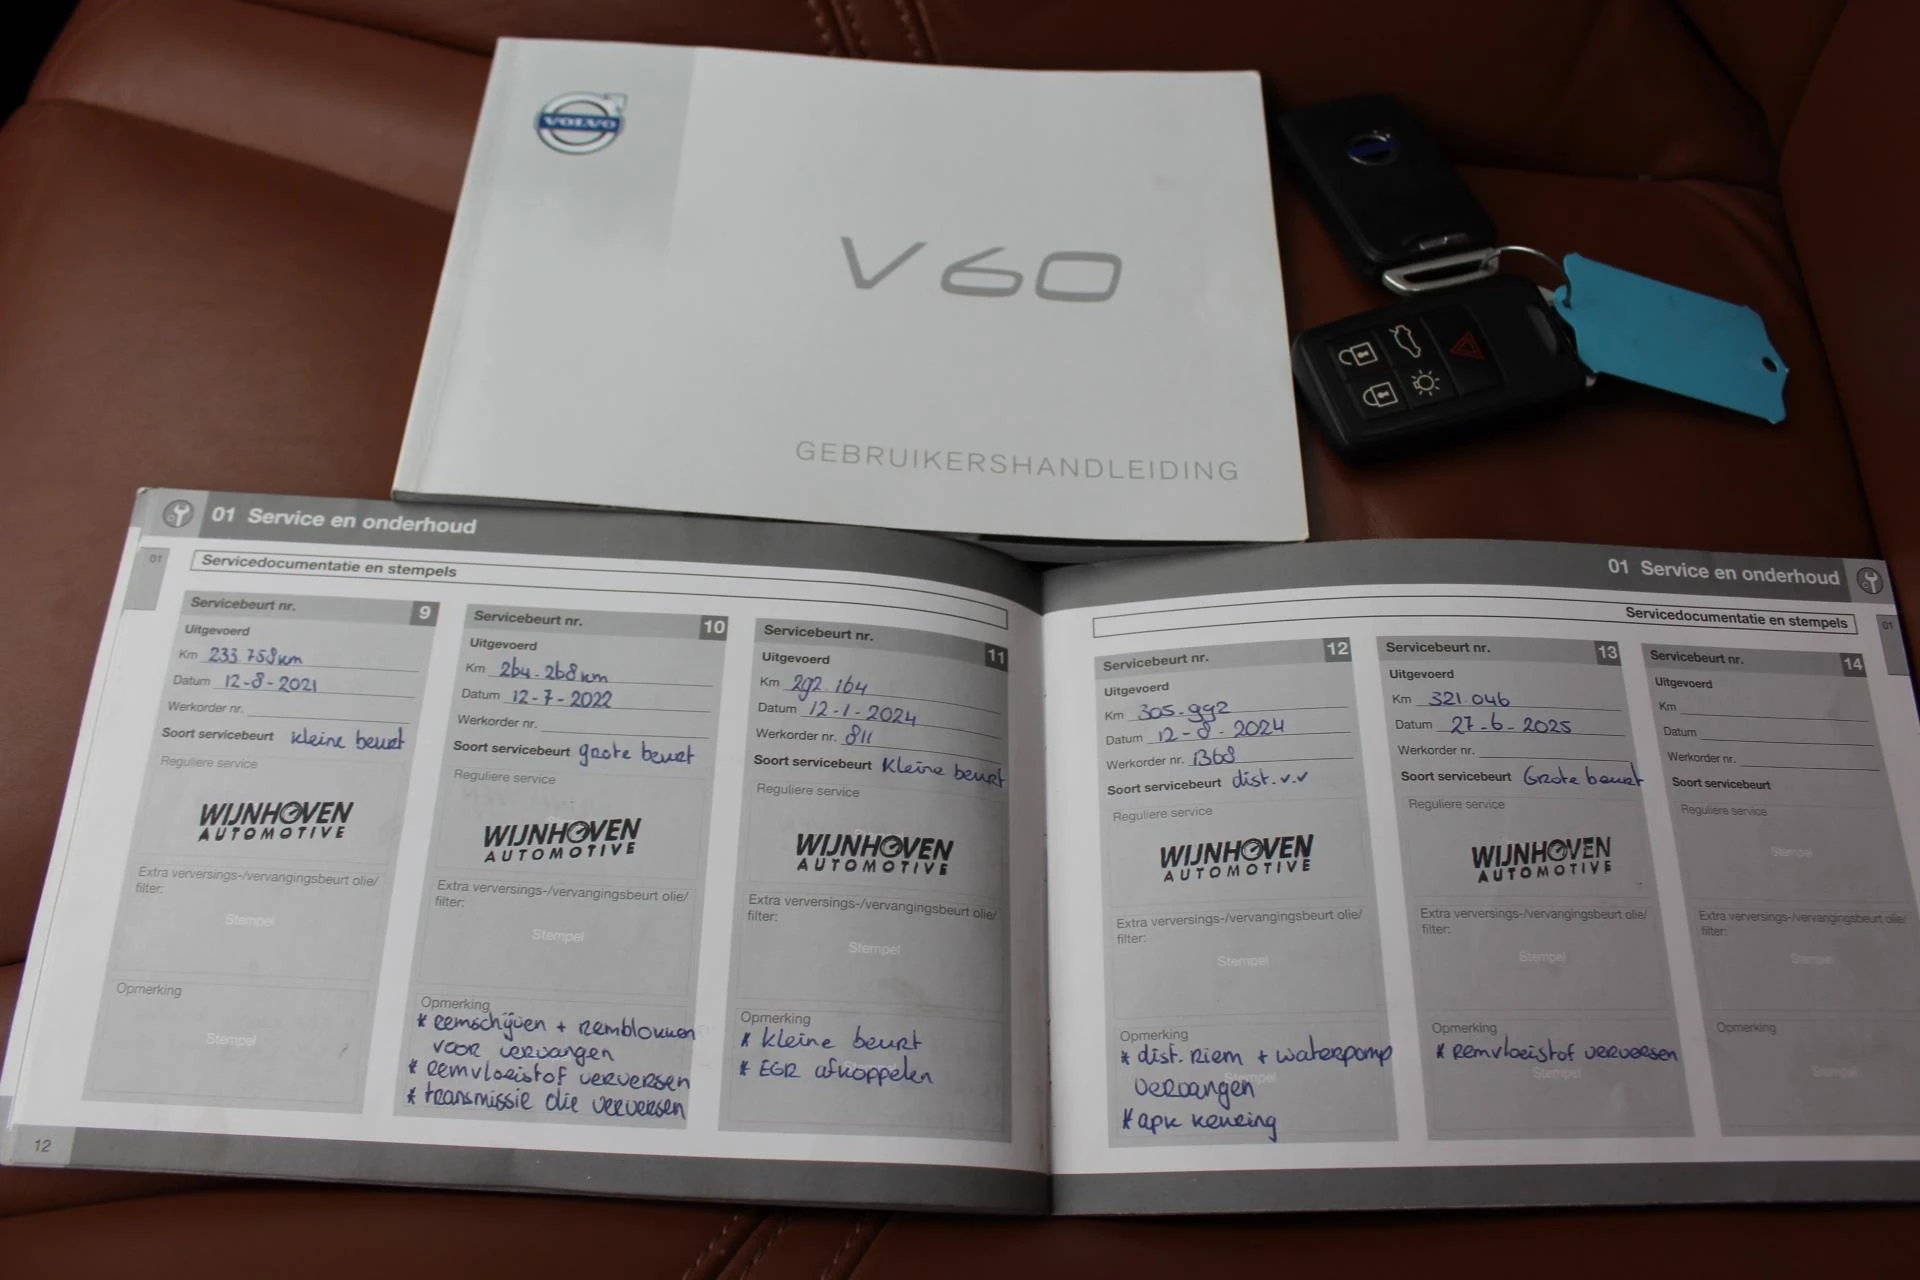 VOLVO
V60
GEBRUIKERSHANDLEIDING
01 Service en onderhoud
01
Servicedocumentatie en stempels
Servicebeurt nr. 9
Uitgevoerd
Km 233.758km
Datum 12-8-2021
Werkorder nr.
Soort servicebeurt kleine beurt
Reguliere service
WIJNHOVEN
AUTOMOTIVE
Extra verversings-/vervangingsbeurt olie/
filter:
Stempel
Opmerking
Stempel
Servicebeurt nr. 10
Uitgevoerd
Km 264.268km
Datum 12-7-2022
Werkorder nr.
Soort servicebeurt grote beurt
Reguliere service
WIJNHOVEN
AUTOMOTIVE
Extra verversings-/vervangingsbeurt olie/
filter:
Stempel
Opmerking
* Remschijven + Remblokken
voor vervangen
* Remvloeistof verversen
* transmissie olie verversen
Servicebeurt nr. 11
Uitgevoerd
Km 292.164
Datum 12-1-2024
Werkorder nr. 811
Soort servicebeurt Kleine beurt
Reguliere service
WIJNHOVEN
AUTOMOTIVE
Extra verversings-/vervangingsbeurt olie/
filter:
Stempel
Opmerking
* kleine beurt
* EGR afkoppelen
12
01 Service en onderhoud
Servicedocumentatie en stempels
01
Servicebeurt nr. 12
Uitgevoerd
Km 305.992
Datum 12-8-2024
Werkorder nr. 1368
Soort servicebeurt dist. v.v
Reguliere service
WIJNHOVEN
AUTOMOTIVE
Extra verversings-/vervangingsbeurt olie/
filter:
Stempel
Opmerking
* dist. Riem + waterpomp
vervangen
Stempel
* apk keuring
Servicebeurt nr. 13
Uitgevoerd
Km 321.046
Datum 27-6-2025
Werkorder nr.
Soort servicebeurt Grote beurt
Reguliere service
WIJNHOVEN
AUTOMOTIVE
Extra verversings-/vervangingsbeurt olie/
filter:
Stempel
Opmerking
* Remvloeistof verversen
Stempel
Servicebeurt nr. 14
Uitgevoerd
Km
Datum
Werkorder nr.
Soort servicebeurt
Reguliere service
Stempel
Extra verversings-/vervangingsbeurt olie/
filter:
Stempel
Opmerking
Stempel